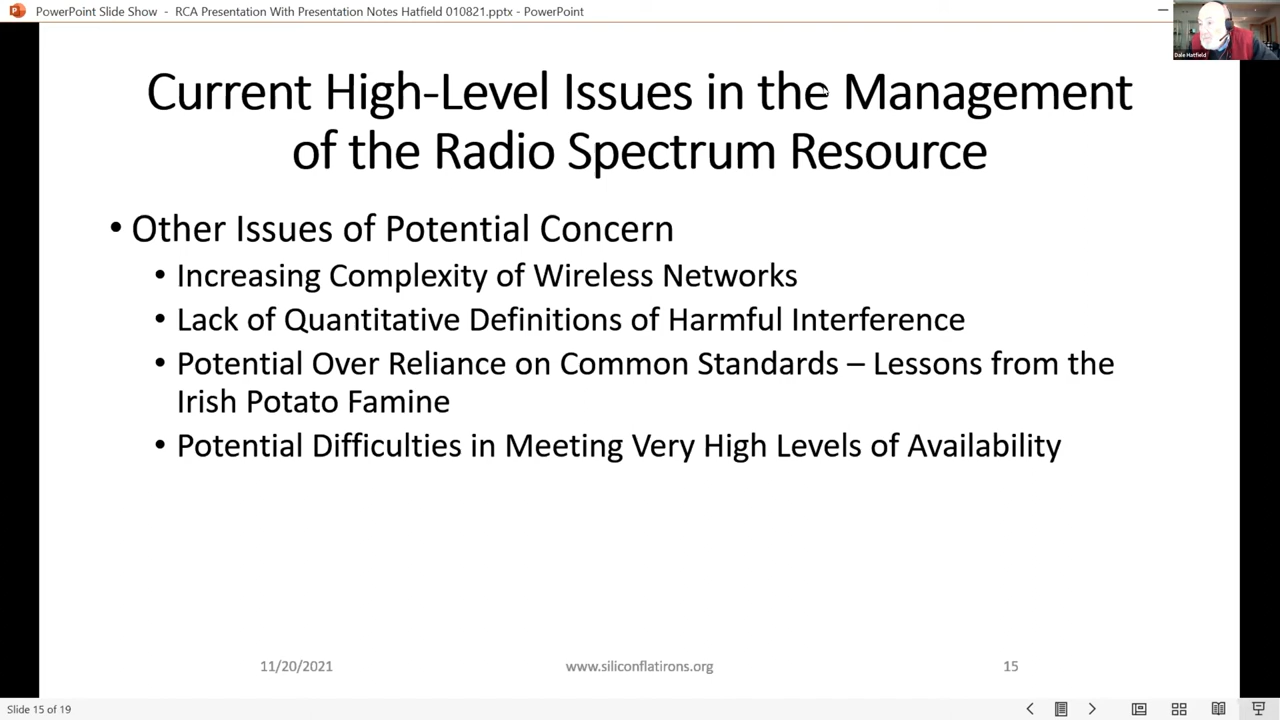 PowerPoint Slide Show - RCA Presentation With Presentation Notes Hatfield 010821.pptx - PowerPoint
Dale Hatfield
Current High-Level Issues in the Management
of the Radio Spectrum Resource
• Other Issues of Potential Concern
• Increasing Complexity of Wireless Networks
• Lack of Quantitative Definitions of Harmful Interference
• Potential Over Reliance on Common Standards – Lessons from the
Irish Potato Famine
• Potential Difficulties in Meeting Very High Levels of Availability
11/20/2021
www.siliconflatirons.org
15
Slide 15 of 19